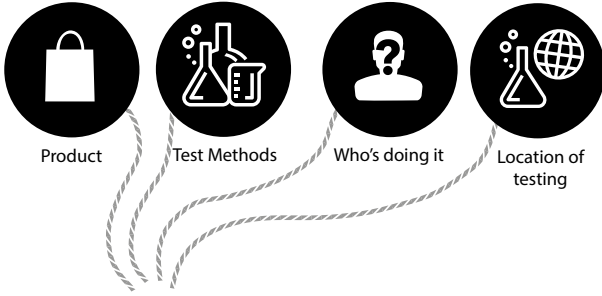 Product
Test Methods
Who's doing it
Location of
testing